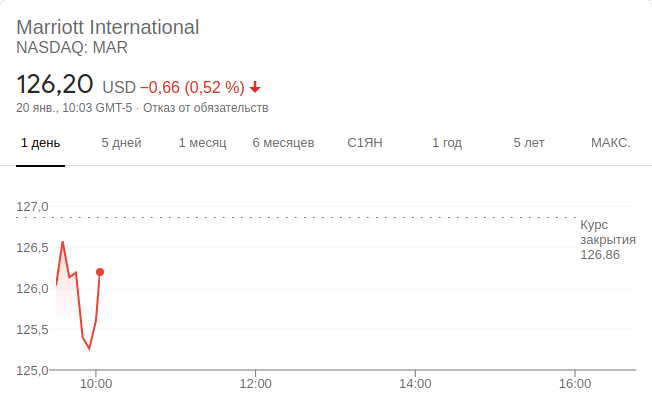 Marriott International
NASDAQ: MAR
126,20 USD −0,66 (0,52 %)
20 янв., 10:03 GMT-5 · Отказ от обязательств
1 день 5 дней 1 месяц 6 месяцев С1ЯН 1 год 5 лет МАКС.
127,0
Курс
закрытия
126,86
126,5
126,0
125,5
125,0
10:00 12:00 14:00 16:00